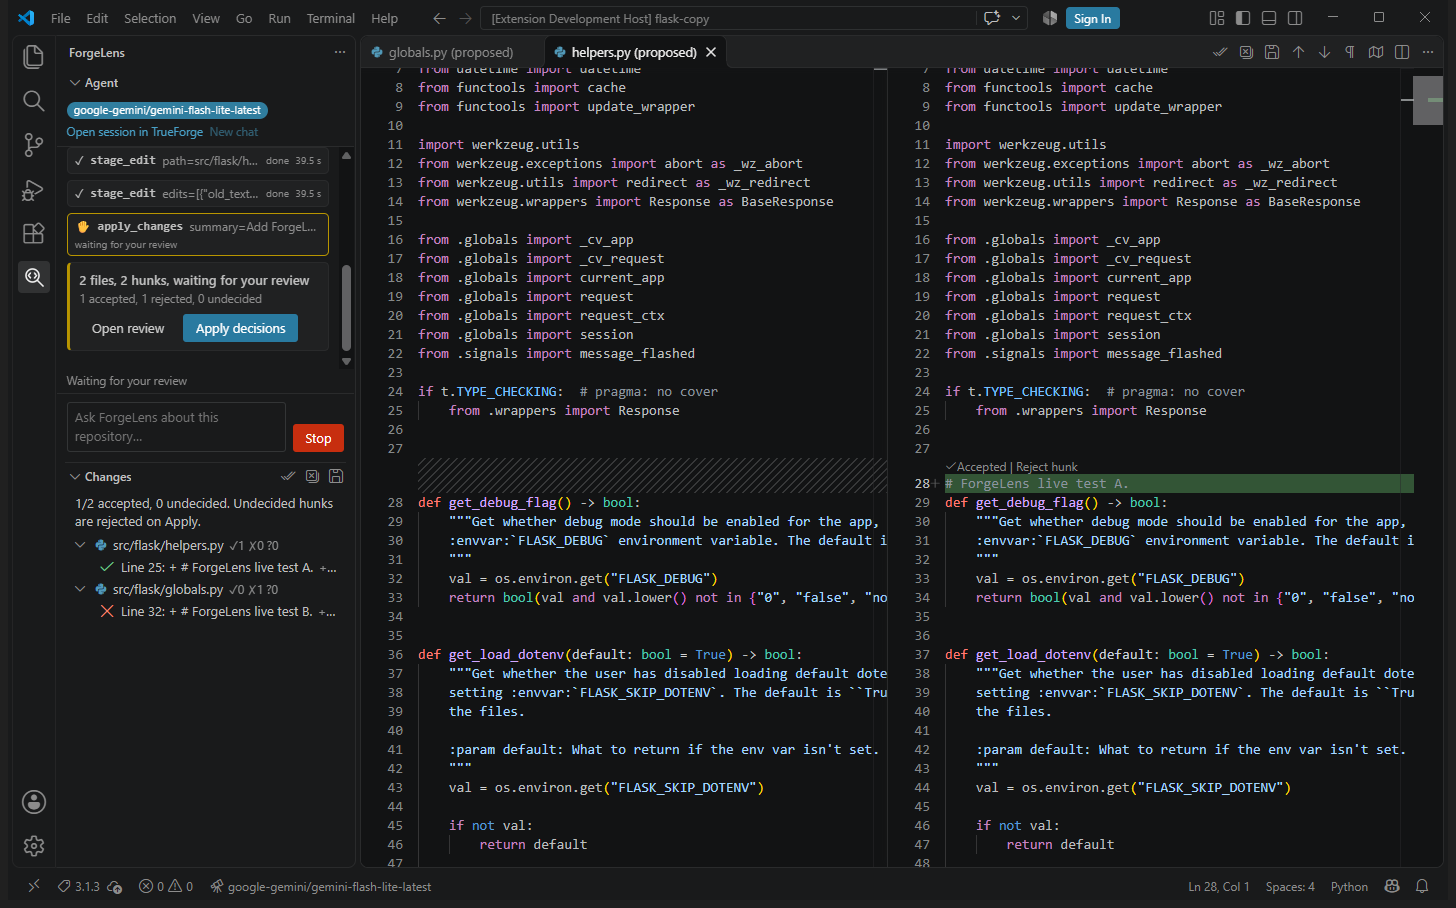 File Edit Selection View Go Run Terminal Help
[Extension Development Host] flask-copy
Sign In
ForgeLens
Agent
google-gemini/gemini-flash-lite-latest
Open session in TrueForge New chat
✓ stage_edit path=src/flask/h... done 39.5 s
✓ stage_edit edits=[{"old_text... done 39.5 s
apply_changes summary=Add ForgeL...
waiting for your review
2 files, 2 hunks, waiting for your review
1 accepted, 1 rejected, 0 undecided
Open review Apply decisions
Waiting for your review
Ask ForgeLens about this
repository...
Stop
Changes
1/2 accepted, 0 undecided. Undecided hunks
are rejected on Apply.
src/flask/helpers.py ✓1 ✗0 ?0
Line 25: + # ForgeLens live test A. +...
src/flask/globals.py ✓0 ✗1 ?0
Line 32: + # ForgeLens live test B. +...
globals.py (proposed)
helpers.py (proposed)
7 from datetime import datetime
8 from functools import cache
9 from functools import update_wrapper
10
11 import werkzeug.utils
12 from werkzeug.exceptions import abort as _wz_abort
13 from werkzeug.utils import redirect as _wz_redirect
14 from werkzeug.wrappers import Response as BaseResponse
15
16 from .globals import _cv_app
17 from .globals import _cv_request
18 from .globals import current_app
19 from .globals import request
20 from .globals import request_ctx
21 from .globals import session
22 from .signals import message_flashed
23
24 if t.TYPE_CHECKING:  # pragma: no cover
25     from .wrappers import Response
26
27
28 def get_debug_flag() -> bool:
29     """Get whether debug mode should be enabled for the app,
30     :envvar:`FLASK_DEBUG` environment variable. The default i
31     """
32     val = os.environ.get("FLASK_DEBUG")
33     return bool(val and val.lower() not in {"0", "false", "no
34
35
36 def get_load_dotenv(default: bool = True) -> bool:
37     """Get whether the user has disabled loading default dote
38     setting :envvar:`FLASK_SKIP_DOTENV`. The default is ``Tru
39     the files.
40
41     :param default: What to return if the env var isn't set.
42     """
43     val = os.environ.get("FLASK_SKIP_DOTENV")
44
45     if not val:
46         return default
47
7 from datetime import datetime
8 from functools import cache
9 from functools import update_wrapper
10
11 import werkzeug.utils
12 from werkzeug.exceptions import abort as _wz_abort
13 from werkzeug.utils import redirect as _wz_redirect
14 from werkzeug.wrappers import Response as BaseResponse
15
16 from .globals import _cv_app
17 from .globals import _cv_request
18 from .globals import current_app
19 from .globals import request
20 from .globals import request_ctx
21 from .globals import session
22 from .signals import message_flashed
23
24 if t.TYPE_CHECKING:  # pragma: no cover
25     from .wrappers import Response
26
27
✓Accepted | Reject hunk
28+ # ForgeLens live test A.
29 def get_debug_flag() -> bool:
30     """Get whether debug mode should be enabled for the app,
31     :envvar:`FLASK_DEBUG` environment variable. The default i
32     """
33     val = os.environ.get("FLASK_DEBUG")
34     return bool(val and val.lower() not in {"0", "false", "no
35
36
37 def get_load_dotenv(default: bool = True) -> bool:
38     """Get whether the user has disabled loading default dote
39     setting :envvar:`FLASK_SKIP_DOTENV`. The default is ``Tru
40     the files.
41
42     :param default: What to return if the env var isn't set.
43     """
44     val = os.environ.get("FLASK_SKIP_DOTENV")
45
46     if not val:
47         return default
48
3.1.3 0 0 google-gemini/gemini-flash-lite-latest
Ln 28, Col 1 Spaces: 4 Python